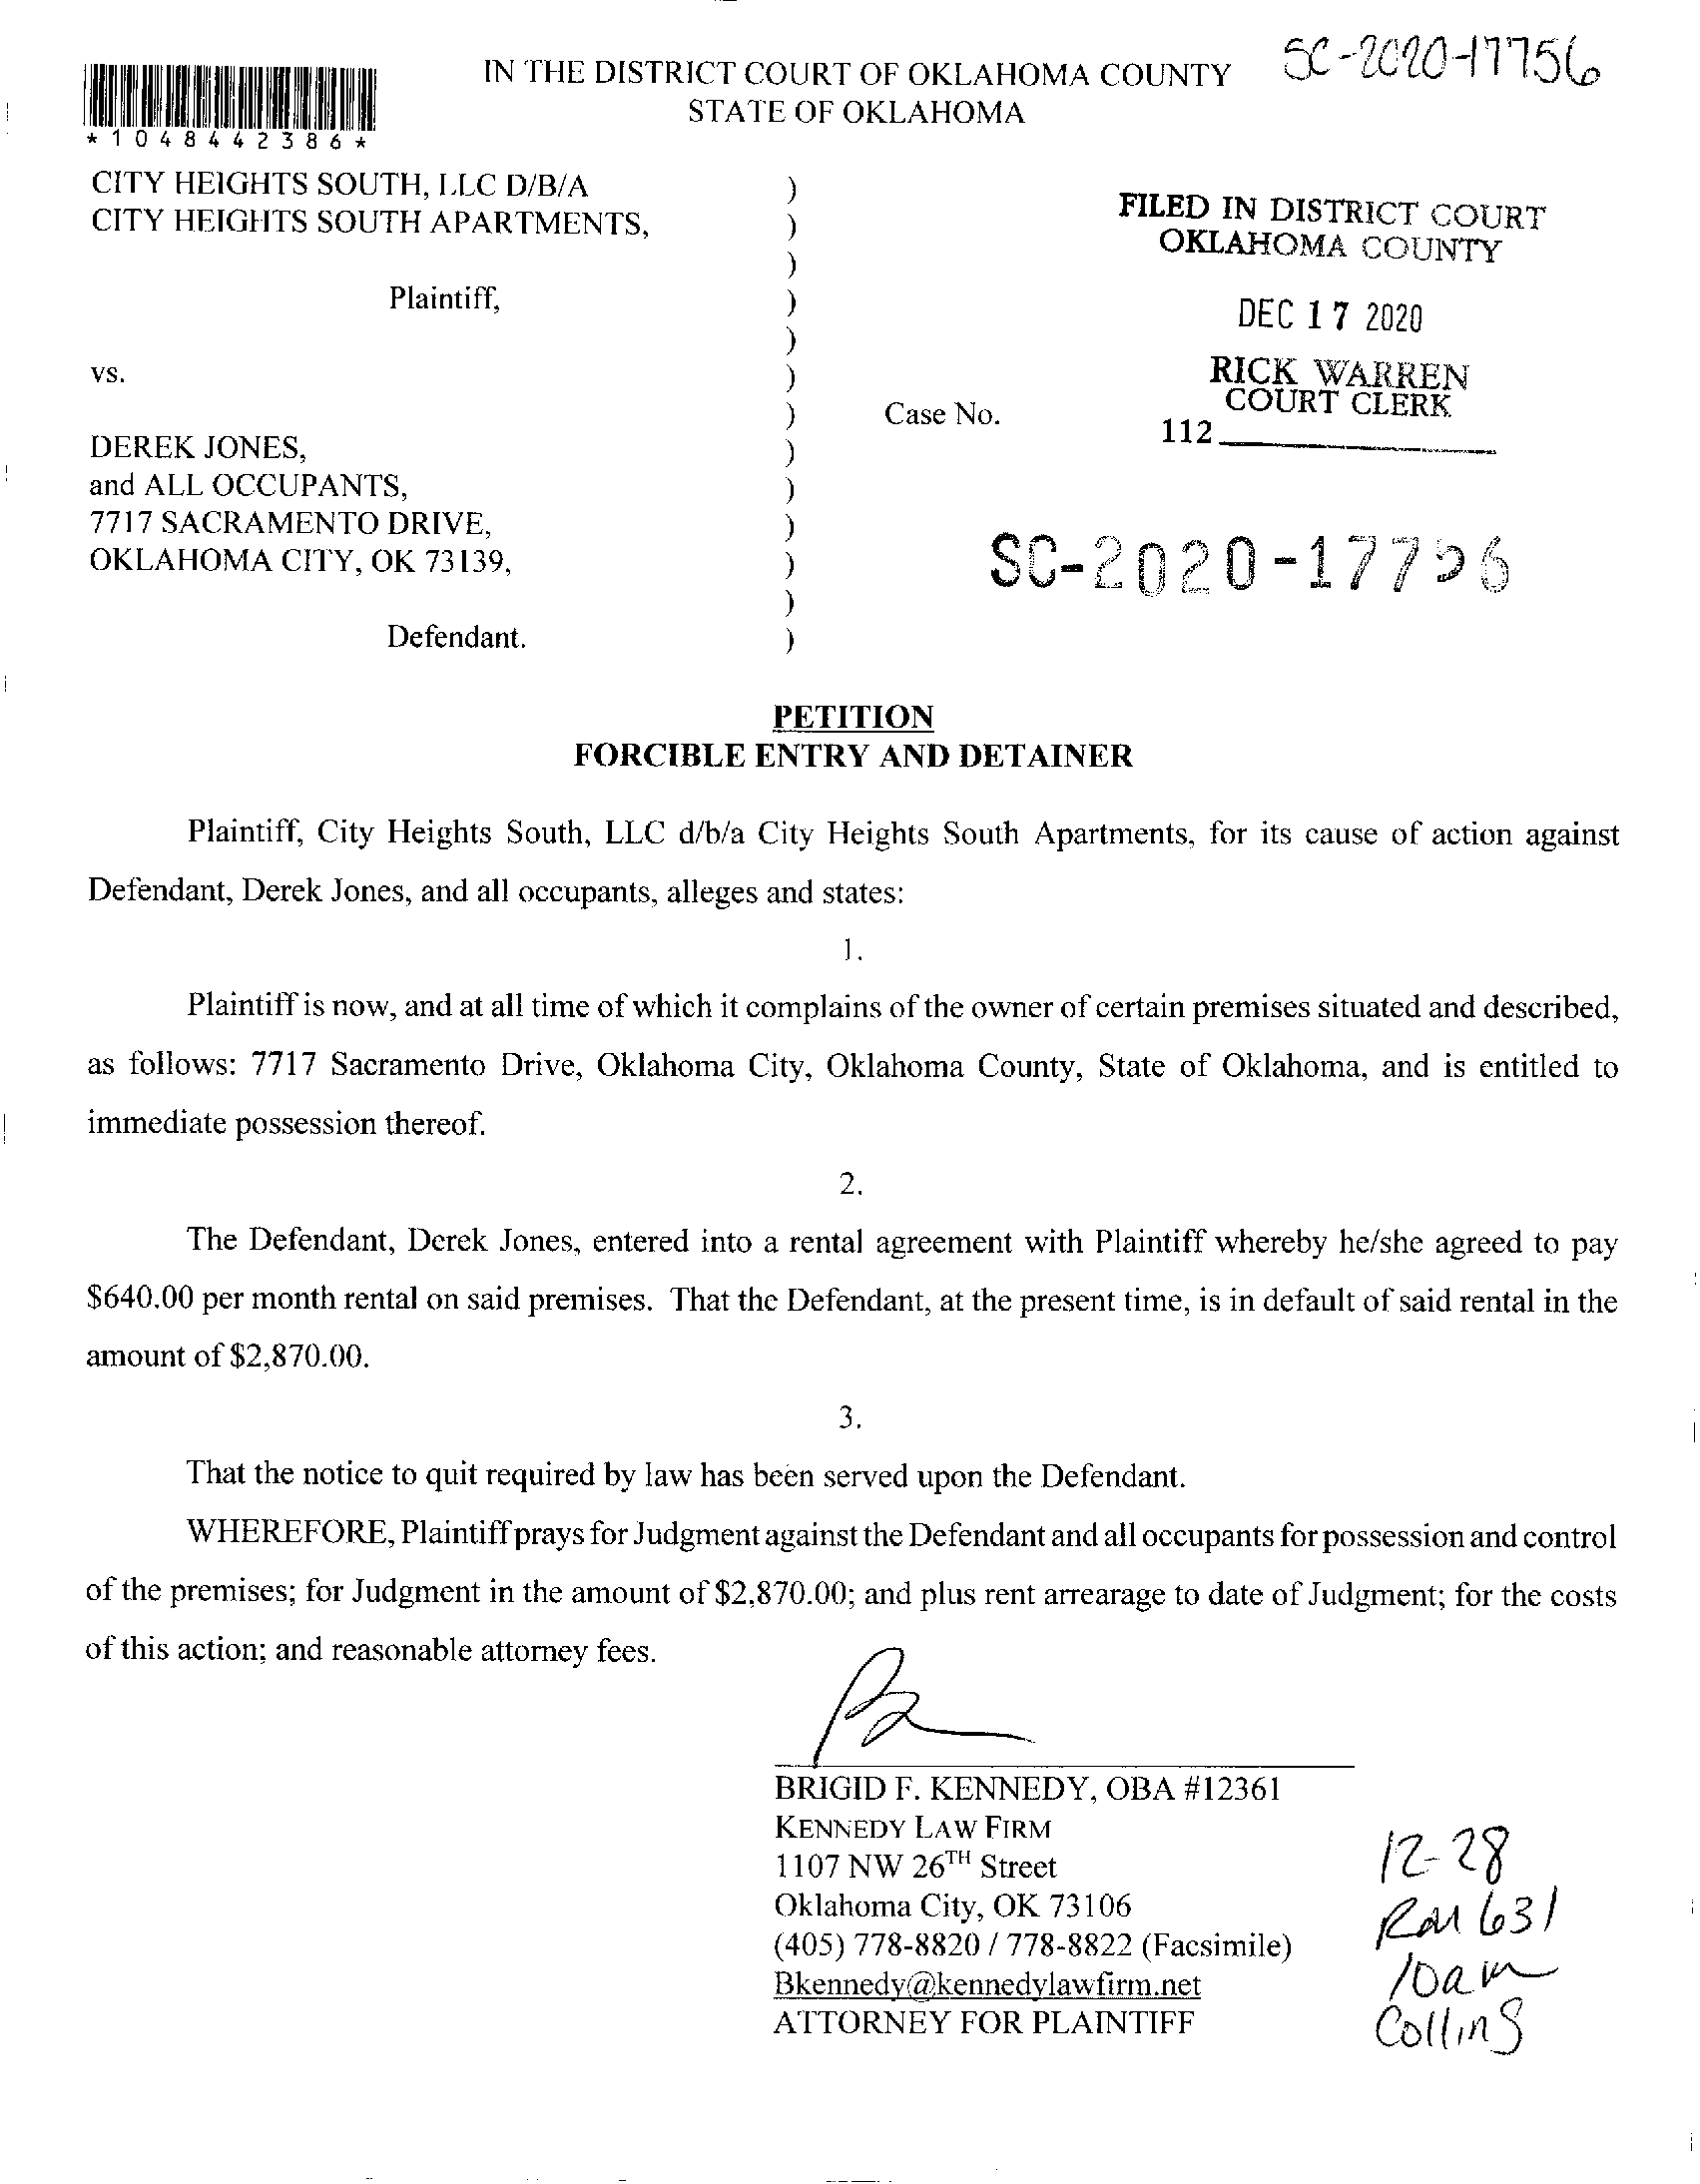 SC-2020-17756
IN THE DISTRICT COURT OF OKLAHOMA COUNTY
STATE OF OKLAHOMA
*1048442386*
CITY HEIGHTS SOUTH, LLC D/B/A )
CITY HEIGHTS SOUTH APARTMENTS, )
)
Plaintiff, )
)
vs. )
) Case No.
DEREK JONES, )
and ALL OCCUPANTS, )
7717 SACRAMENTO DRIVE, )
OKLAHOMA CITY, OK 73139, )
)
Defendant. )
FILED IN DISTRICT COURT
OKLAHOMA COUNTY
DEC 17 2020
RICK WARREN
COURT CLERK
112
SC-2020-17756
PETITION
FORCIBLE ENTRY AND DETAINER
Plaintiff, City Heights South, LLC d/b/a City Heights South Apartments, for its cause of action against
Defendant, Derek Jones, and all occupants, alleges and states:
1.
Plaintiff is now, and at all time of which it complains of the owner of certain premises situated and described,
as follows: 7717 Sacramento Drive, Oklahoma City, Oklahoma County, State of Oklahoma, and is entitled to
immediate possession thereof.
2.
The Defendant, Derek Jones, entered into a rental agreement with Plaintiff whereby he/she agreed to pay
$640.00 per month rental on said premises. That the Defendant, at the present time, is in default of said rental in the
amount of $2,870.00.
3.
That the notice to quit required by law has been served upon the Defendant.
WHEREFORE, Plaintiff prays for Judgment against the Defendant and all occupants for possession and control
of the premises; for Judgment in the amount of $2,870.00; and plus rent arrearage to date of Judgment; for the costs
of this action; and reasonable attorney fees.
BRIGID F. KENNEDY, OBA #12361
KENNEDY LAW FIRM
1107 NW 26TH Street
Oklahoma City, OK 73106
(405) 778-8820 / 778-8822 (Facsimile)
Bkennedy@kennedylawfirm.net
ATTORNEY FOR PLAINTIFF
12-28
RM 631
10am
Collins